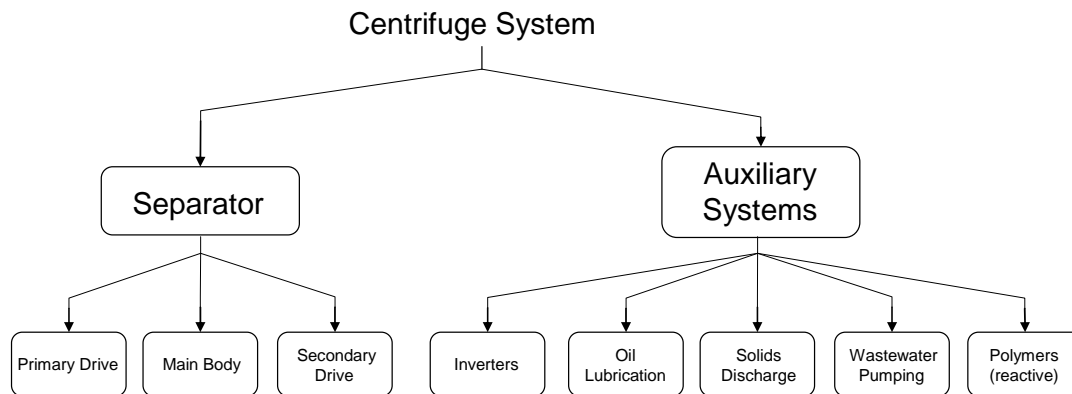 Centrifuge System
Separator
Auxiliary
Systems
Primary Drive
Main Body
Secondary
Drive
Inverters
Oil
Lubrication
Solids
Discharge
Wastewater
Pumping
Polymers
(reactive)